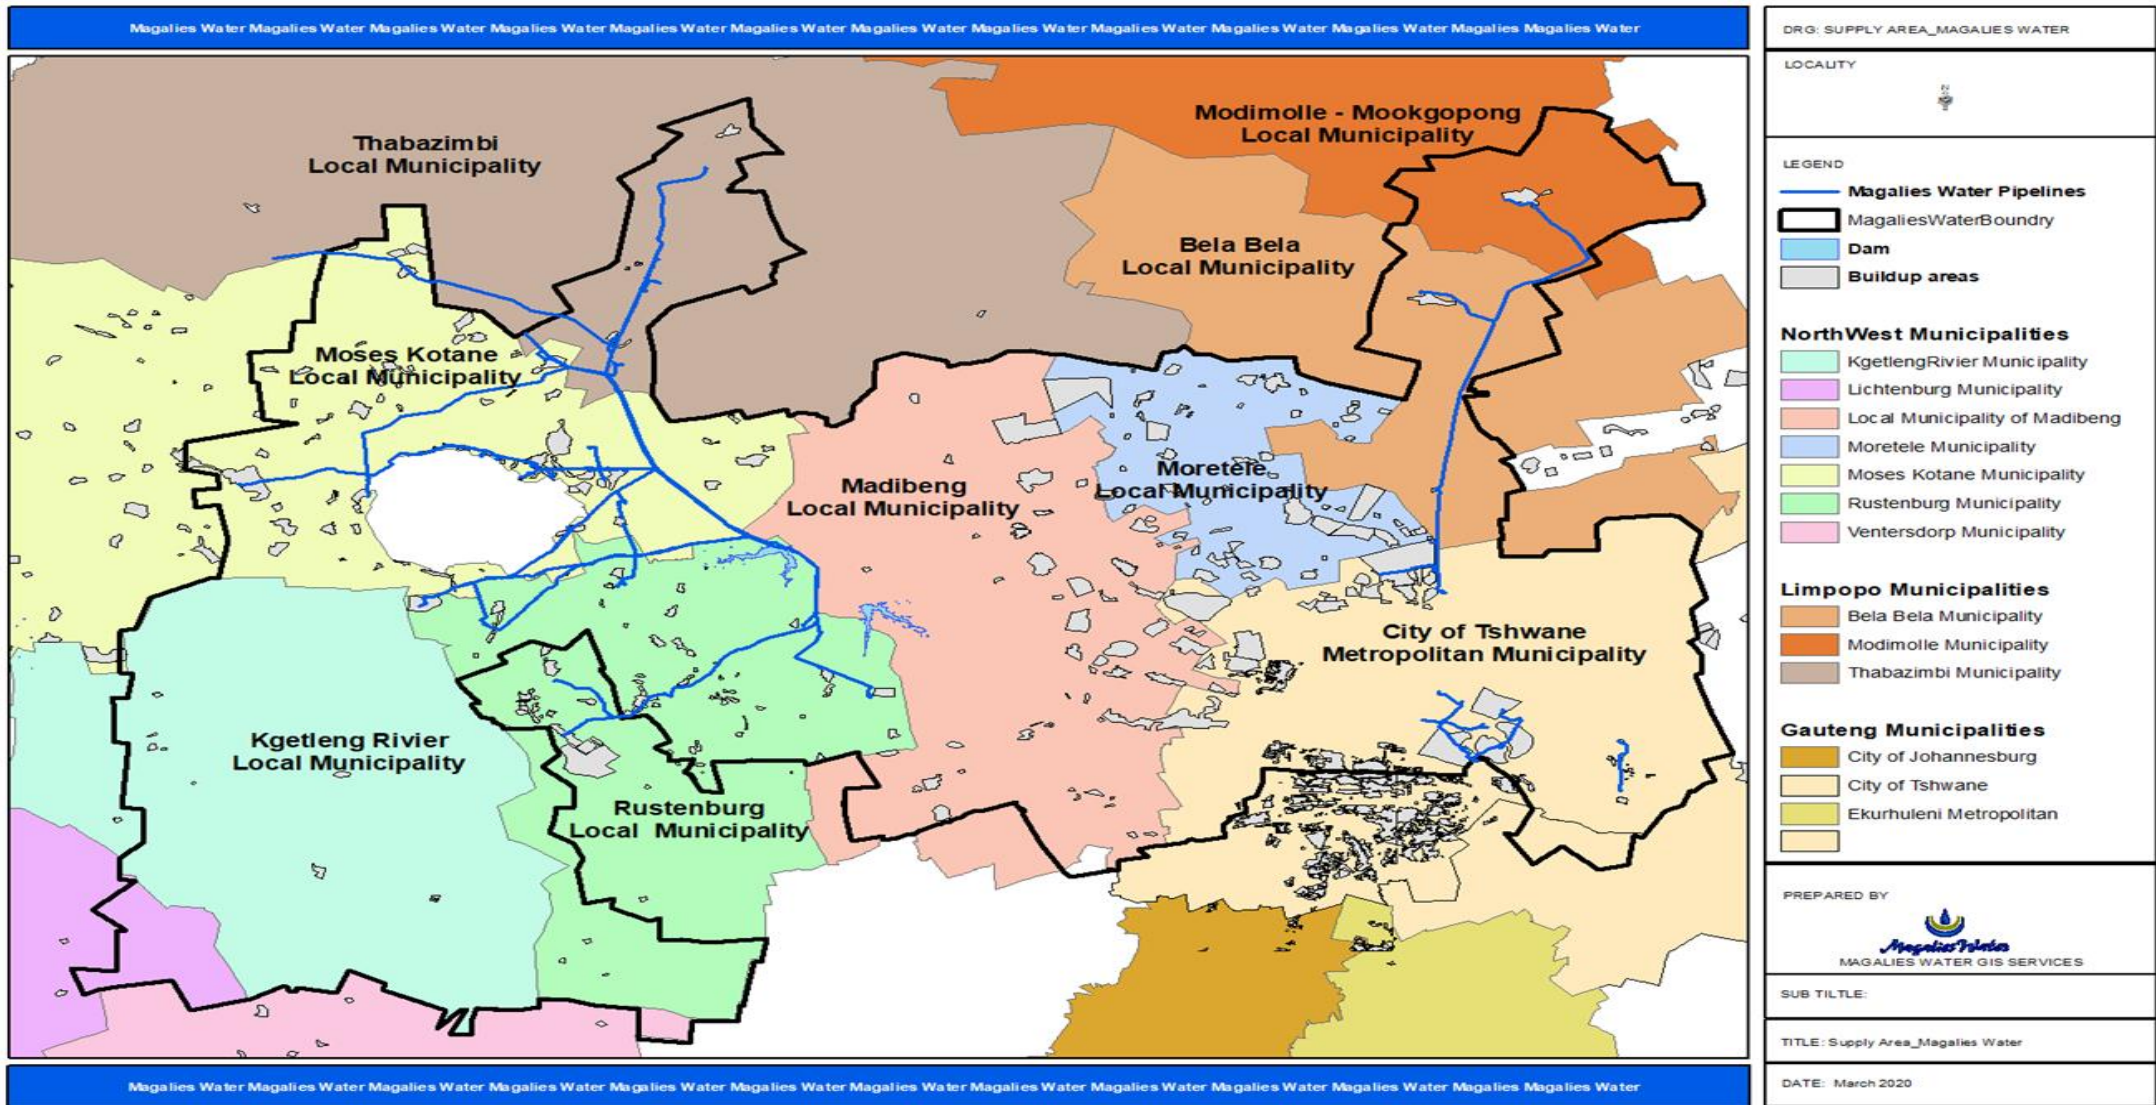 Magalies Water Magalies Water Magalies Water Magalies Water Magalies Water Magalies Water Magalies Water Magalies Water Magalies Water Magalies Water Magalies Water Magalies Magalies Water
Thabazimbi
Local Municipality
Modimolle - Mookgopong
Local Municipality
Bela Bela
Local Municipality
Moses Kotane
Local Municipality
Madibeng
Local Municipality
Moretele
Local Municipality
City of Tshwane
Metropolitan Municipality
Kgetleng Rivier
Local Municipality
Rustenburg
Local Municipality
Magalies Water Magalies Water Magalies Water Magalies Water Magalies Water Magalies Water Magalies Water Magalies Water Magalies Water Magalies Water Magalies Water Magalies Magalies Water
DRG: SUPPLY AREA_MAGALIES WATER
LOCALITY
LEGEND
Magalies Water Pipelines
MagaliesWaterBoundry
Dam
Buildup areas
NorthWest Municipalities
KgetlengRivier Municipality
Lichtenburg Municipality
Local Municipality of Madibeng
Moretele Municipality
Moses Kotane Municipality
Rustenburg Municipality
Ventersdorp Municipality
Limpopo Municipalities
Bela Bela Municipality
Modimolle Municipality
Thabazimbi Municipality
Gauteng Municipalities
City of Johannesburg
City of Tshwane
Ekurhuleni Metropolitan
PREPARED BY
Magalies Water
MAGALIES WATER GIS SERVICES
SUB TILTLE:
TITLE: Supply Area_Magalies Water
DATE: March 2020